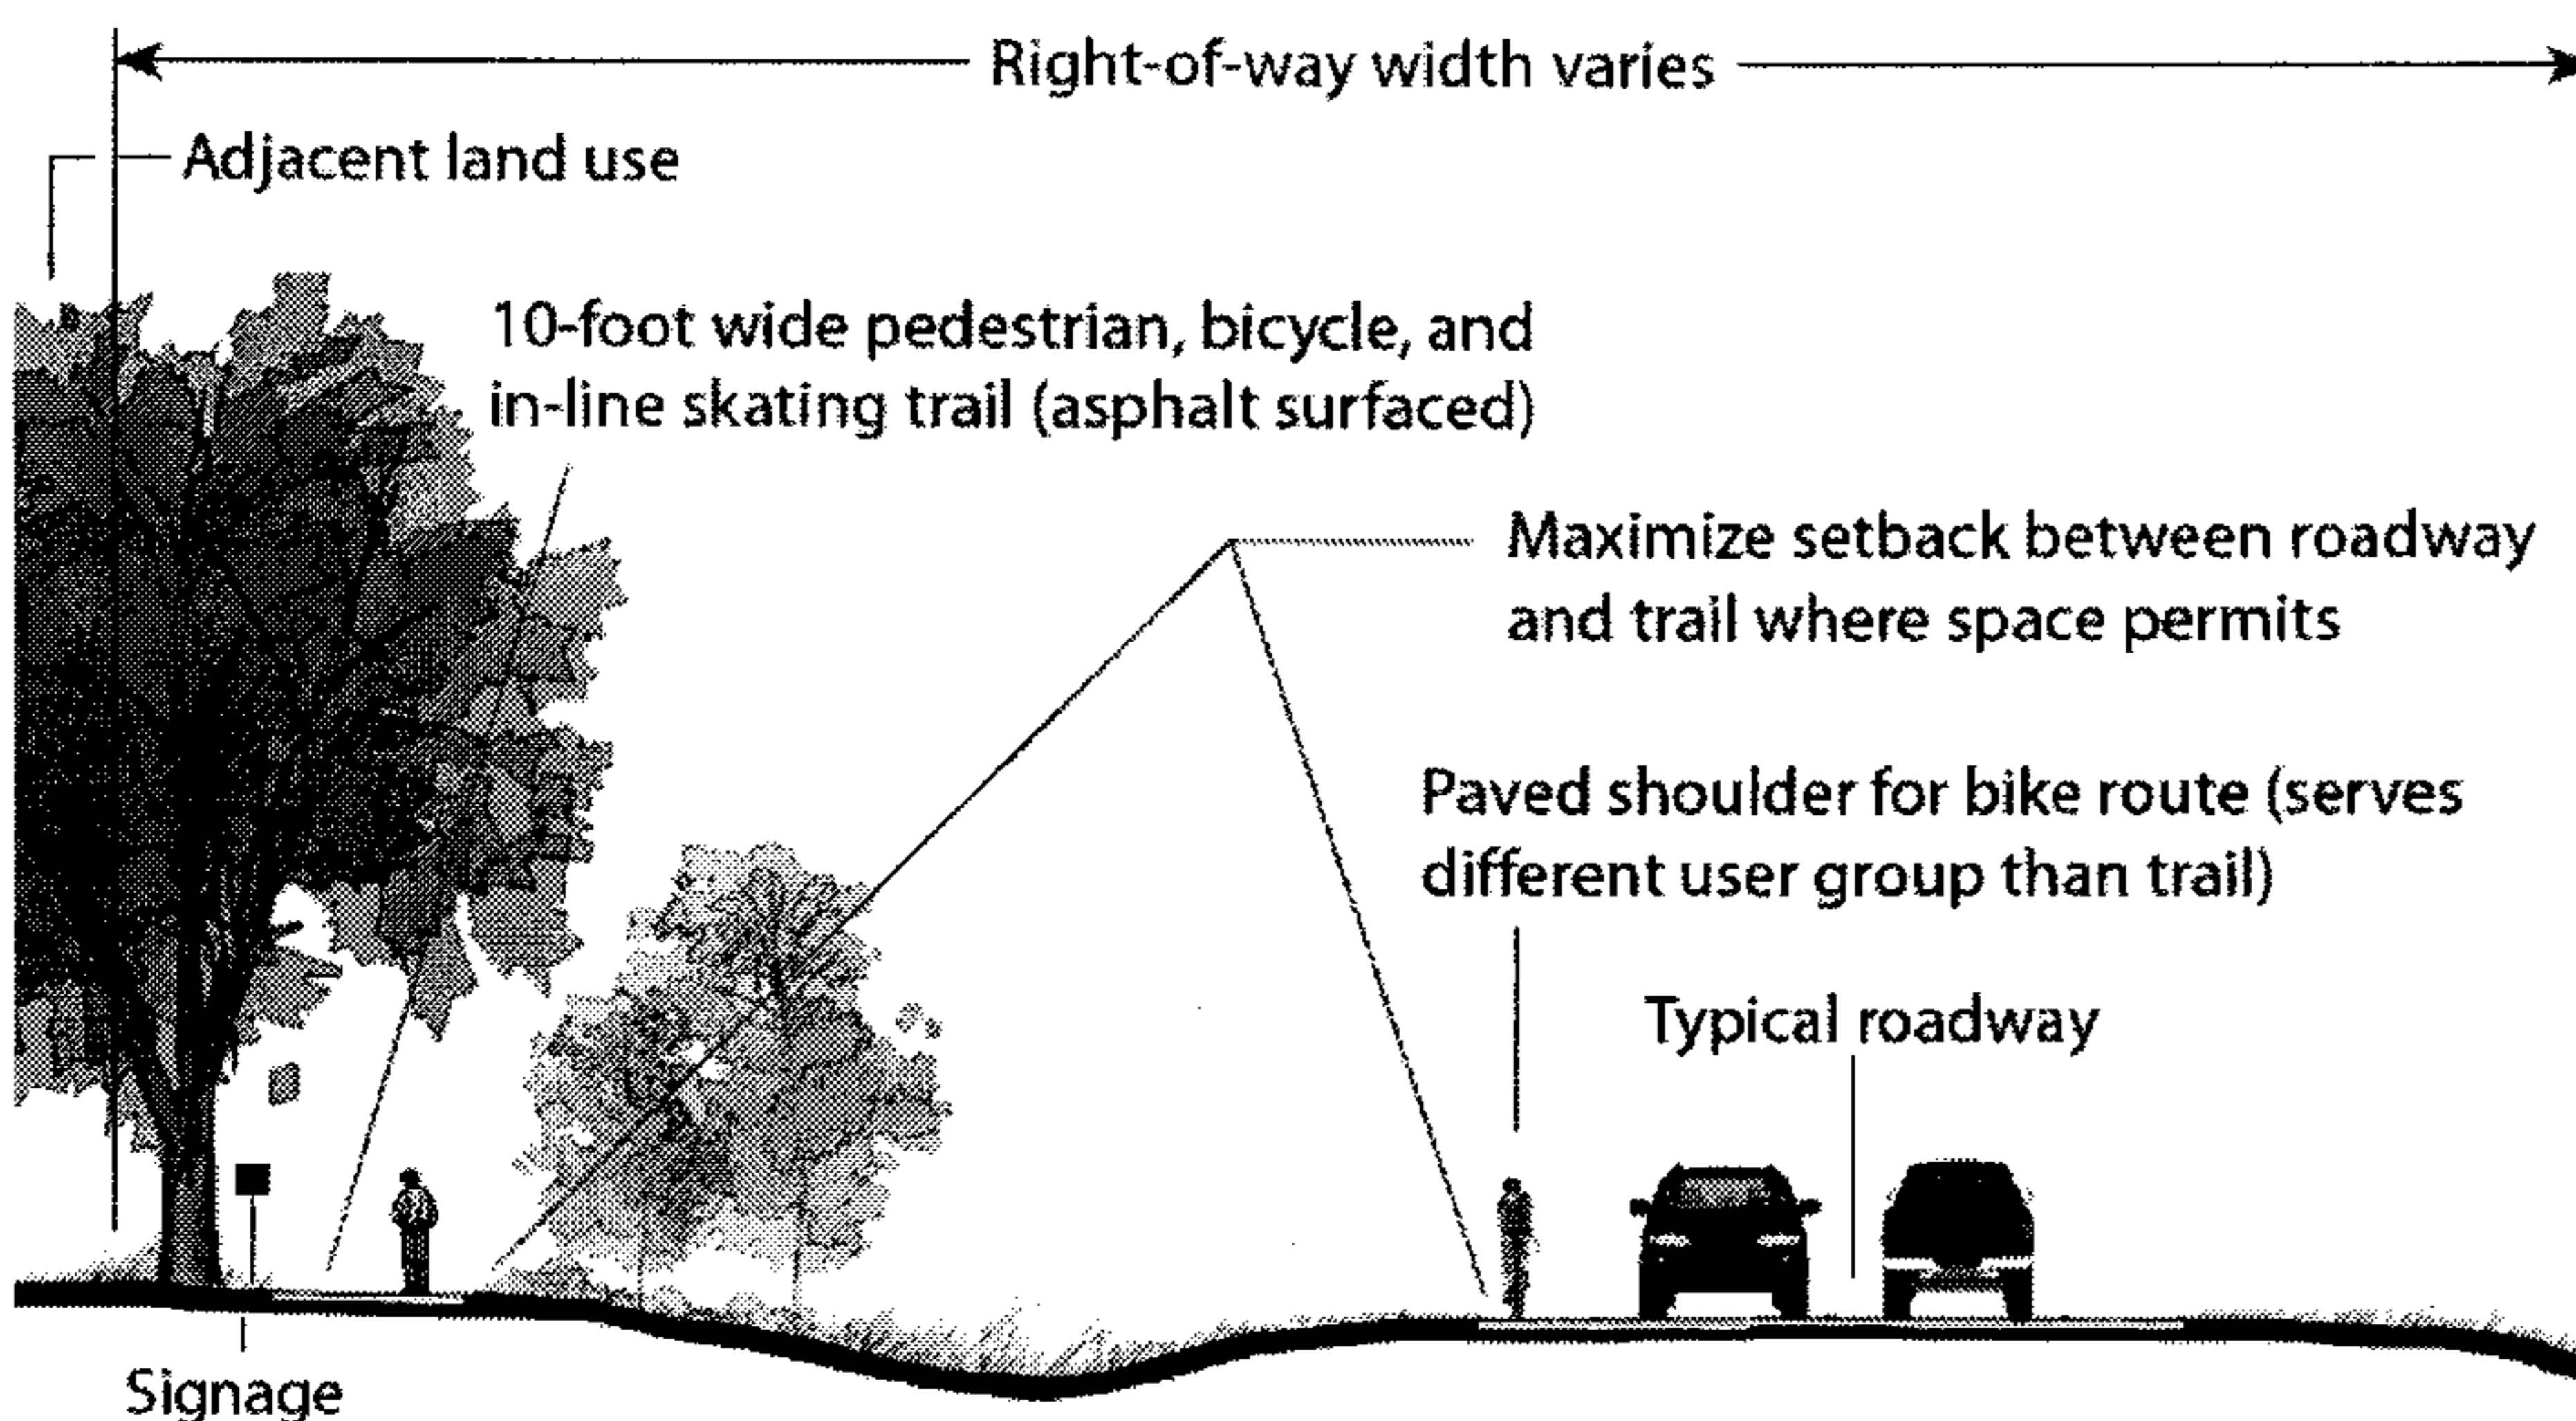 Right-of-way width varies
Adjacent land use
10-foot wide pedestrian, bicycle, and
in-line skating trail (asphalt surfaced)
Maximize setback between roadway
and trail where space permits
Paved shoulder for bike route (serves
different user group than trail)
Typical roadway
Signage